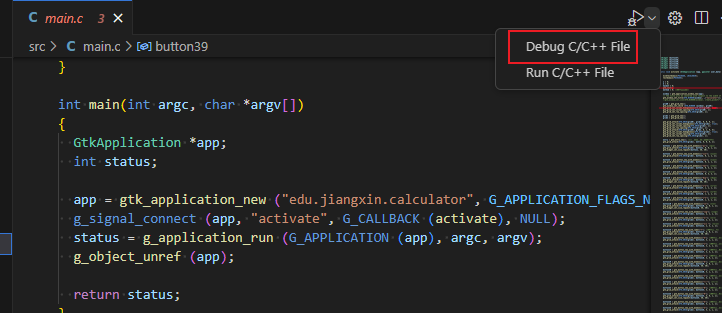 C main.c 3
src > C main.c > button39
Debug C/C++ File
Run C/C++ File
}
int main(int argc, char *argv[])
{
GtkApplication *app;
int status;
app = gtk_application_new ("edu.jiangxin.calculator", G_APPLICATION_FLAGS_N
g_signal_connect (app, "activate", G_CALLBACK (activate), NULL);
status = g_application_run (G_APPLICATION (app), argc, argv);
g_object_unref (app);
return status;
}